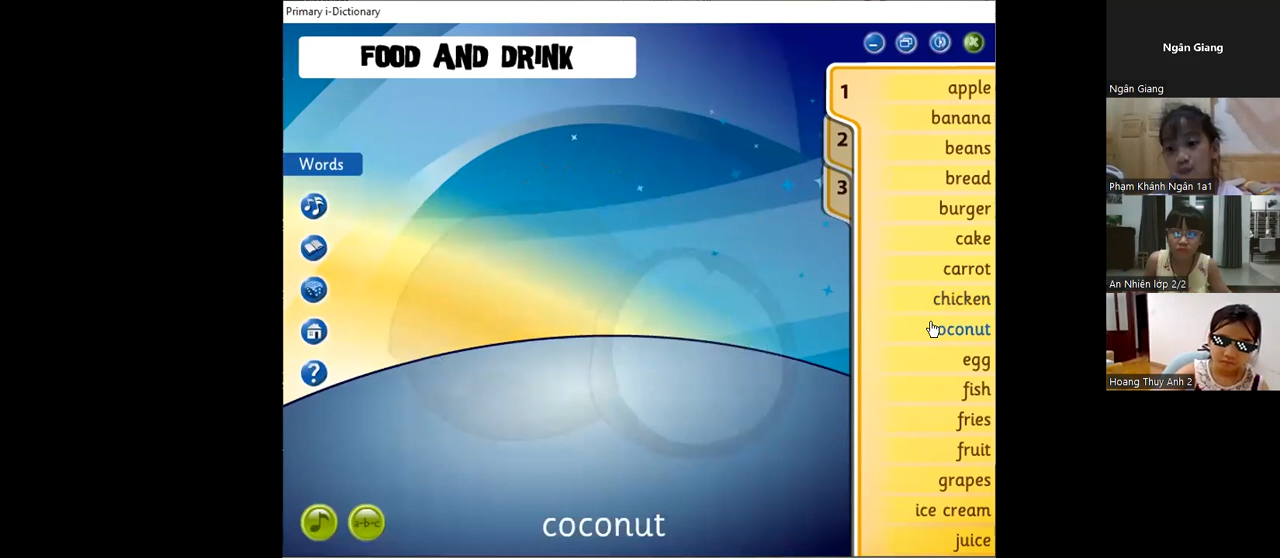 Primary i-Dictionary
FOOD AND DRINK
Words
a-b-c
coconut
1
2
3
apple
banana
beans
bread
burger
cake
carrot
chicken
coconut
egg
fish
fries
fruit
grapes
ice cream
juice
Ngân Giang
Ngân Giang
Phạm Khánh Ngân 1a1
An Nhiên lớp 2/2
Hoang Thuy Anh 2